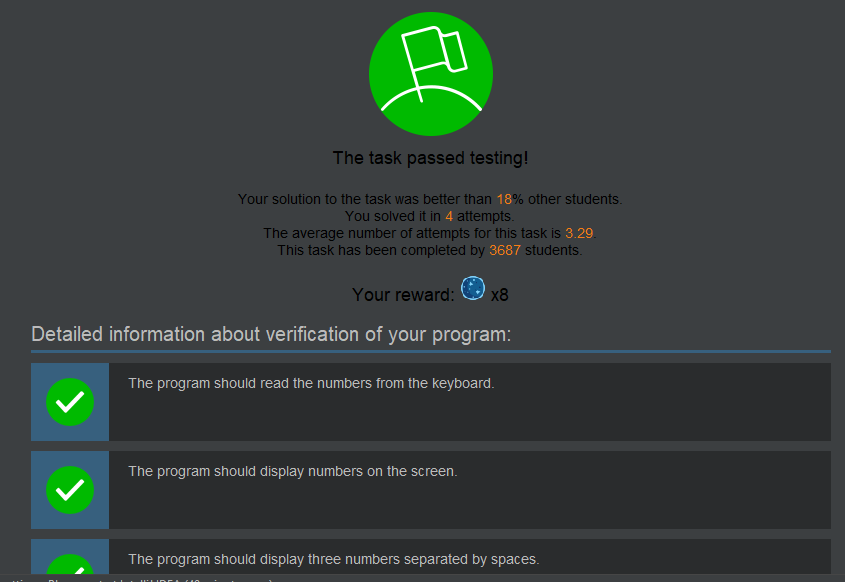 The task passed testing!
Your solution to the task was better than 18% other students.
You solved it in 4 attempts.
The average number of attempts for this task is 3.29
This task has been completed by 3687 students.
Your reward: x8
Detailed information about verification of your program:
The program should read the numbers from the keyboard.
The program should display numbers on the screen.
The program should display three numbers separated by spaces.